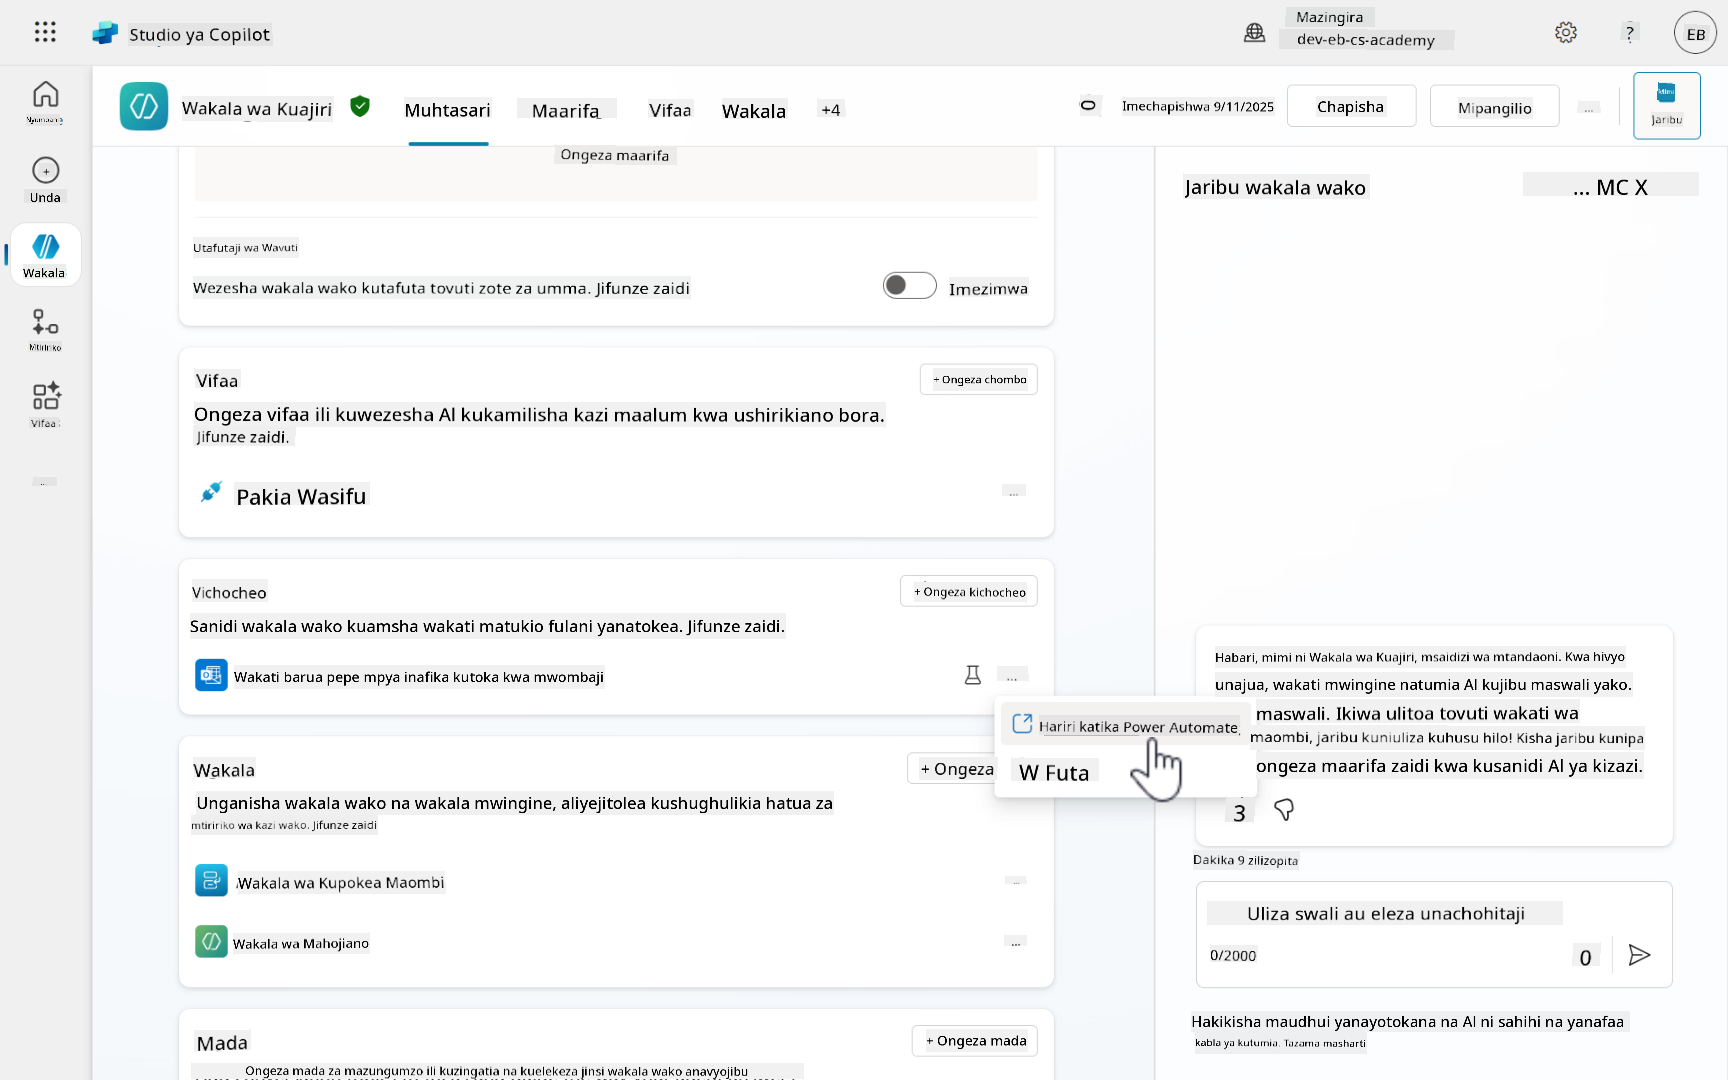 Studio ya Copilot
Mazingira
dev-eb-cs-academy
?
EB
Wakala wa Kuajiri
Muhtasari
Maarifa
Vifaa
Wakala
+4
Imechapishwa 9/11/2025
Chapisha
Mipangilio
...
Jaribu
Unda
Wakala
Mtiririko
Vifaa
...
Ongeza maarifa
Utafutaji wa Wavuti
Wezesha wakala wako kutafuta tovuti zote za umma. Jifunze zaidi
Imezimwa
Vifaa
+ Ongeza chombo
Ongeza vifaa ili kuwezesha AI kukamilisha kazi maalum kwa ushirikiano bora.
Jifunze zaidi.
Pakia Wasifu
...
Vichocheo
+ Ongeza kichocheo
Sanidi wakala wako kuamsha wakati matukio fulani yanatokea. Jifunze zaidi.
Wakati barua pepe mpya inafika kutoka kwa mwombaji
...
Hariri katika Power Automate
W Futa
Wakala
+ Ongeza
Unganisha wakala wako na wakala mwingine, aliyejitolea kushughulikia hatua za
mtiririko wa kazi wako. Jifunze zaidi
Wakala wa Kupokea Maombi
...
Wakala wa Mahojiano
...
Mada
+ Ongeza mada
Ongeza mada za mazungumzo ili kuzingatia na kuelekeza jinsi wakala wako anavyojibu
Jaribu wakala wako
... MC X
Habari, mimi ni Wakala wa Kuajiri, msaidizi wa mtandaoni. Kwa hivyo
unajua, wakati mwingine natumia AI kujibu maswali yako.
maswali. Ikiwa ulitoa tovuti wakati wa
maombi, jaribu kuniuliza kuhusu hilo! Kisha jaribu kunipa
ongeza maarifa zaidi kwa kusanidi AI ya kizazi.
3
Dakika 9 zilizopita
Uliza swali au eleza unachohitaji
0/2000
0
Hakikisha maudhui yanayotokana na AI ni sahihi na yanafaa
kabla ya kutumia. Tazama masharti